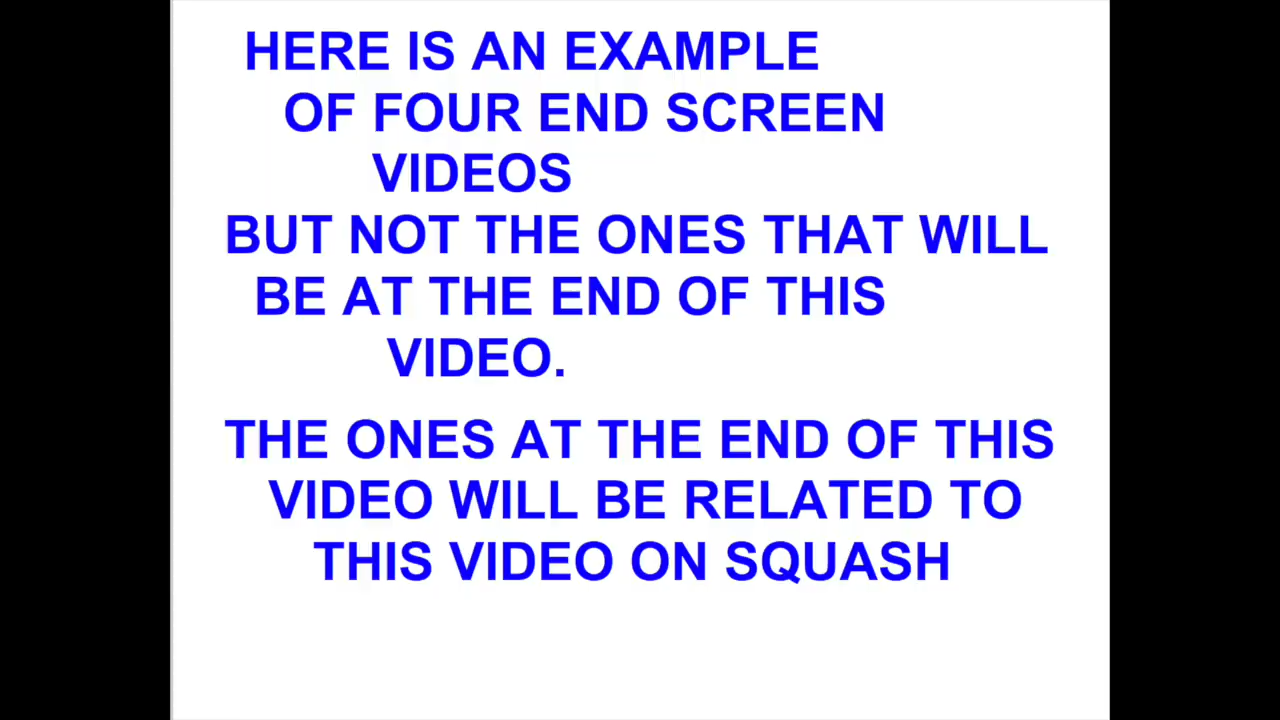 HERE IS AN EXAMPLE
OF FOUR END SCREEN
VIDEOS
BUT NOT THE ONES THAT WILL
BE AT THE END OF THIS
VIDEO.
THE ONES AT THE END OF THIS
VIDEO WILL BE RELATED TO
THIS VIDEO ON SQUASH